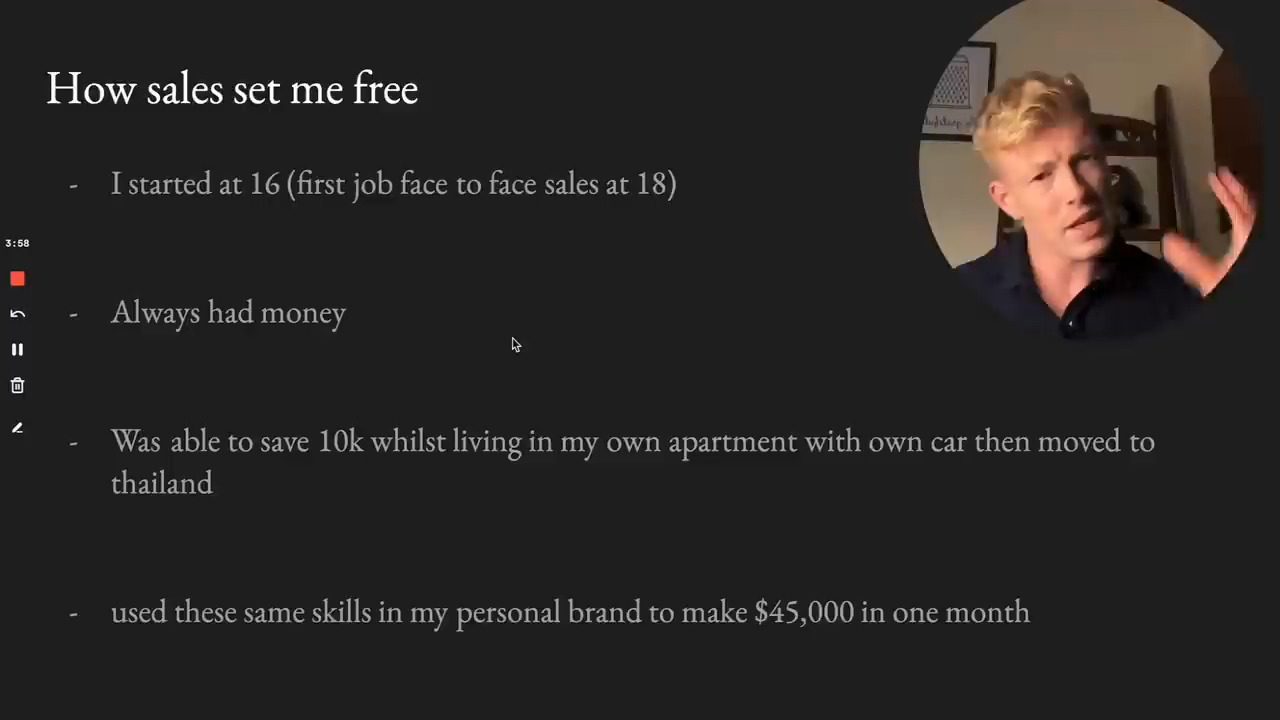 How sales set me free
- I started at 16 (first job face to face sales at 18)
3:58
- Always had money
- Was able to save 10k whilst living in my own apartment with own car then moved to
thailand
- used these same skills in my personal brand to make $45,000 in one month